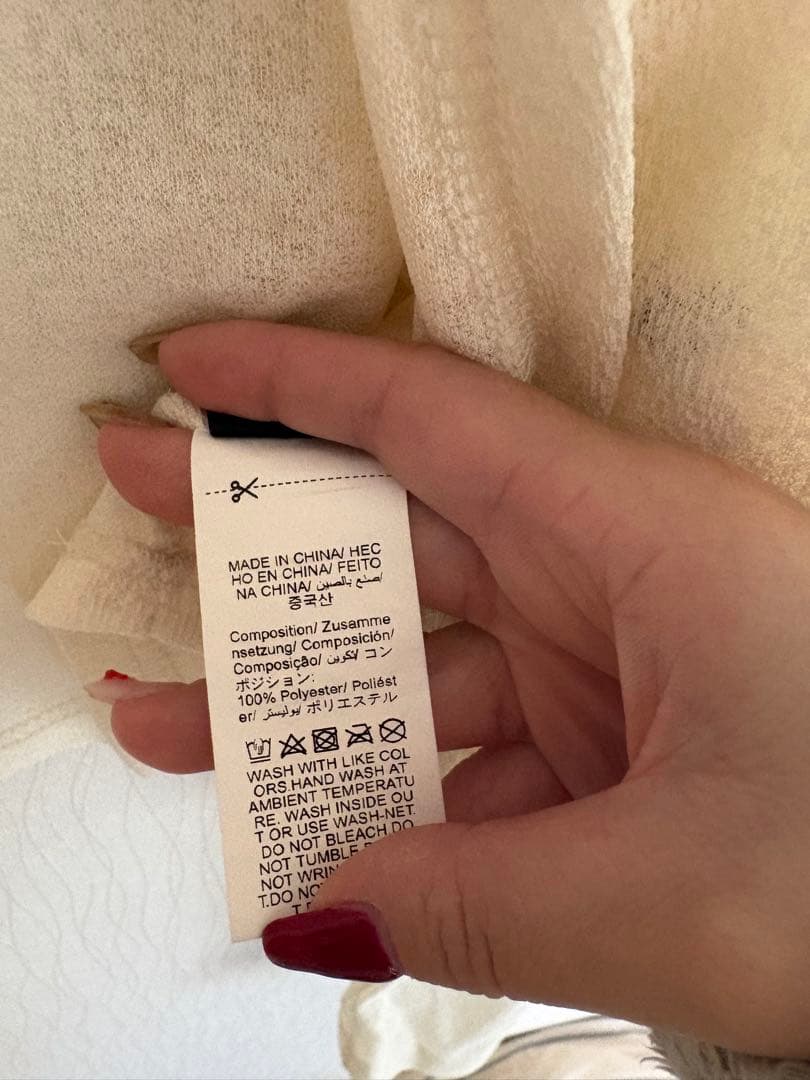 MADE IN CHINA/ HEC
HO EN CHINA/ FEITO
NA CHINA/ صنع بالصين/
중국산
Composition/ Zusamme
nsetzung/ Composición/
Composição/ تكوين/ コン
ポジション:
100% Polyester/ Poliést
er/ بوليستر/ ポリエステル
WASH WITH LIKE COL
ORS.HAND WASH AT
AMBIENT TEMPERATU
RE. WASH INSIDE OU
T OR USE WASH-NET.
DO NOT BLEACH.DO
NOT TUMBLE
NOT
T.DO